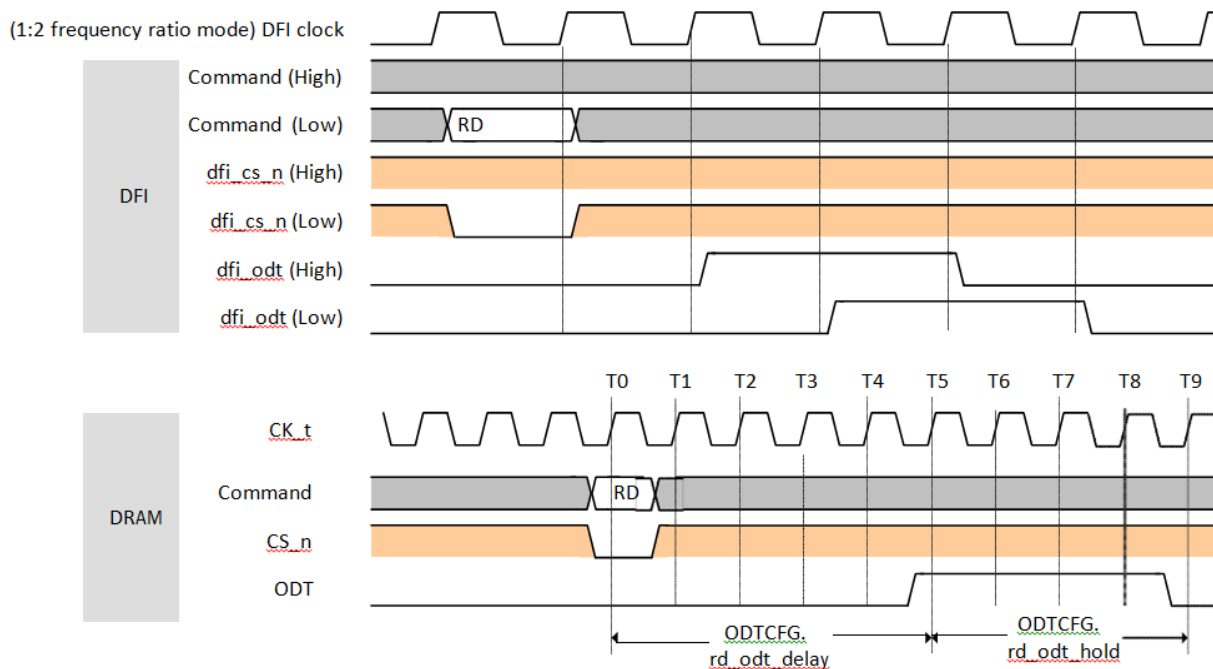 (1:2 frequency ratio mode) DFI clock
DFI
Command (High)
Command (Low)
RD
dfi_cs_n (High)
dfi_cs_n (Low)
dfi_odt (High)
dfi_odt (Low)
T0 T1 T2 T3 T4 T5 T6 T7 T8 T9
DRAM
CK_t
Command
RD
CS_n
ODT
ODTCFG.
rd_odt_delay
ODTCFG.
rd_odt_hold